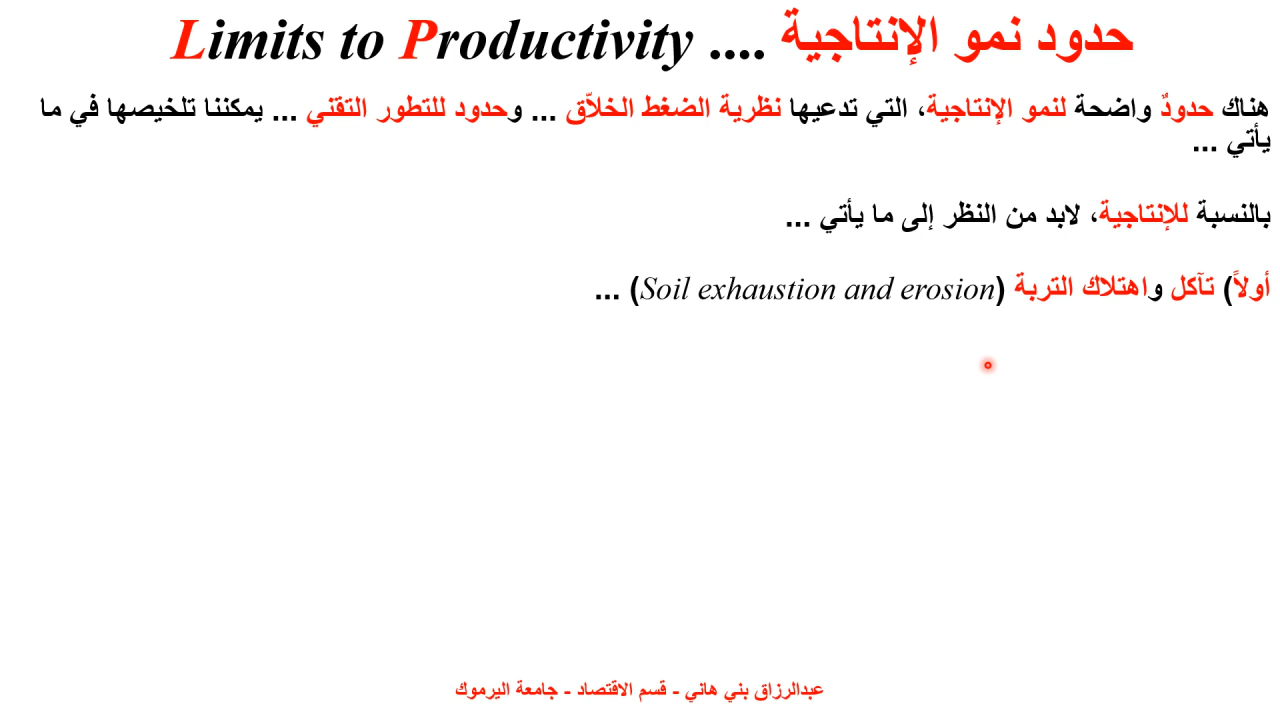 حدود نمو الإنتاجية .... Limits to Productivity
هناك حدودٌ واضحة لنمو الإنتاجية، التي تدعيها نظرية الضغط الخلاّق ... وحدود للتطور التقني ... يمكننا تلخيصها في ما
يأتي ...
بالنسبة للإنتاجية، لابد من النظر إلى ما يأتي ...
أولاً) تآكل واهتلاك التربة (Soil exhaustion and erosion) ...
عبدالرزاق بني هاني - قسم الاقتصاد - جامعة اليرموك